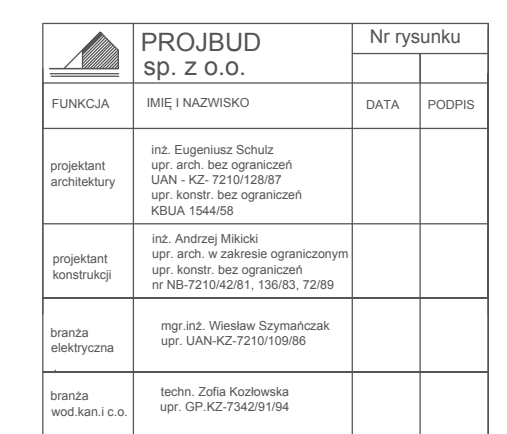 PROJBUD
sp. z o.o.
Nr rysunku
FUNKCJA
IMIĘ I NAZWISKO
DATA
PODPIS
projektant
architektury
inż. Eugeniusz Schulz
upr. arch. bez ograniczeń
UAN - KZ- 7210/128/87
upr. konstr. bez ograniczeń
KBUA 1544/58
projektant
konstrukcji
inż. Andrzej Mikicki
upr. arch. w zakresie ograniczonym
upr. konstr. bez ograniczeń
nr NB-7210/42/81, 136/83, 72/89
branża
elektryczna
mgr.inż. Wiesław Szymańczak
upr. UAN-KZ-7210/109/86
branża
wod.kan.i c.o.
techn. Zofia Kozłowska
upr. GP.KZ-7342/91/94